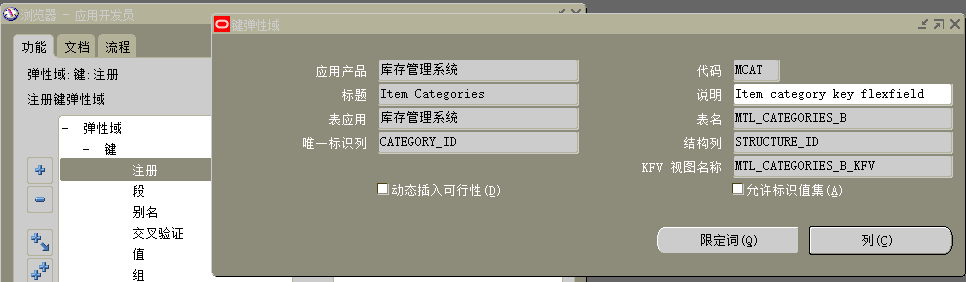 浏览器 - 应用开发员
功能 文档 流程
弹性域:键:注册
注册键弹性域
− 弹性域
− 键
注册
段
别名
交叉验证
值
组
键弹性域
应用产品 库存管理系统 代码 MCAT
标题 Item Categories 说明 Item category key flexfield
表应用 库存管理系统 表名 MTL_CATEGORIES_B
唯一标识列 CATEGORY_ID 结构列 STRUCTURE_ID
KFV 视图名称 MTL_CATEGORIES_B_KFV
动态插入可行性(D) 允许标识值集(A)
限定词(Q) 列(C)